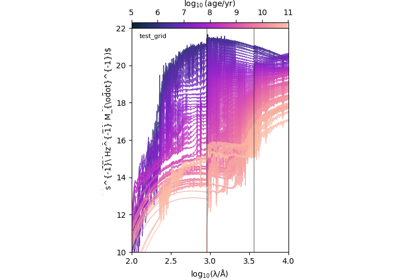 log₁₀(age/yr)
5 6 7 8 9 10 11
test_grid
22
20
18
16
14
12
10
s^{-1}\ Hz^{-1} M_{\odot}^{-1})$
2.0 2.5 3.0 3.5 4.0
log₁₀(λ/Å)